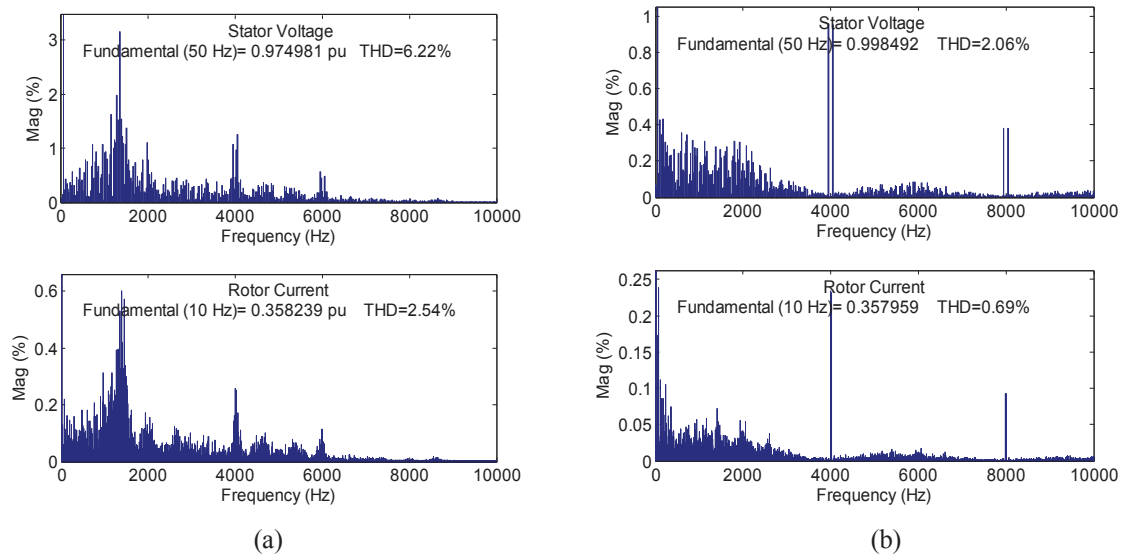 Stator Voltage
Fundamental (50 Hz)= 0.974981 pu THD=6.22%
Mag (%)
3
2
1
0
0 2000 4000 6000 8000 10000
Frequency (Hz)
Rotor Current
Fundamental (10 Hz)= 0.358239 pu THD=2.54%
Mag (%)
0.6
0.4
0.2
0
0 2000 4000 6000 8000 10000
Frequency (Hz)
(a)
Stator Voltage
Fundamental (50 Hz)= 0.998492 THD=2.06%
Mag (%)
1
0.8
0.6
0.4
0.2
0
0 2000 4000 6000 8000 10000
Frequency (Hz)
Rotor Current
Fundamental (10 Hz)= 0.357959 THD=0.69%
Mag (%)
0.25
0.2
0.15
0.1
0.05
0
0 2000 4000 6000 8000 10000
Frequency (Hz)
(b)